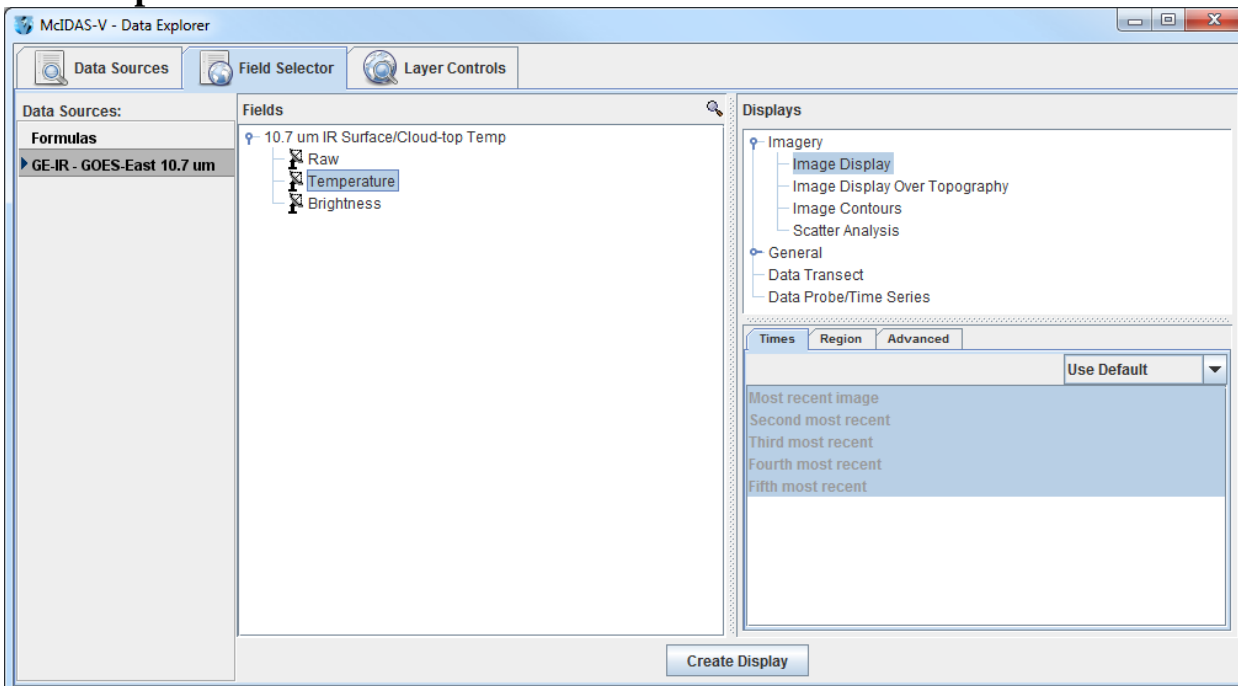 McIDAS-V - Data Explorer
Data Sources
Field Selector
Layer Controls
Data Sources:
Formulas
GE-IR - GOES-East 10.7 um
Fields
10.7 um IR Surface/Cloud-top Temp
Raw
Temperature
Brightness
Displays
Imagery
Image Display
Image Display Over Topography
Image Contours
Scatter Analysis
General
Data Transect
Data Probe/Time Series
Times
Region
Advanced
Use Default
Most recent image
Second most recent
Third most recent
Fourth most recent
Fifth most recent
Create Display